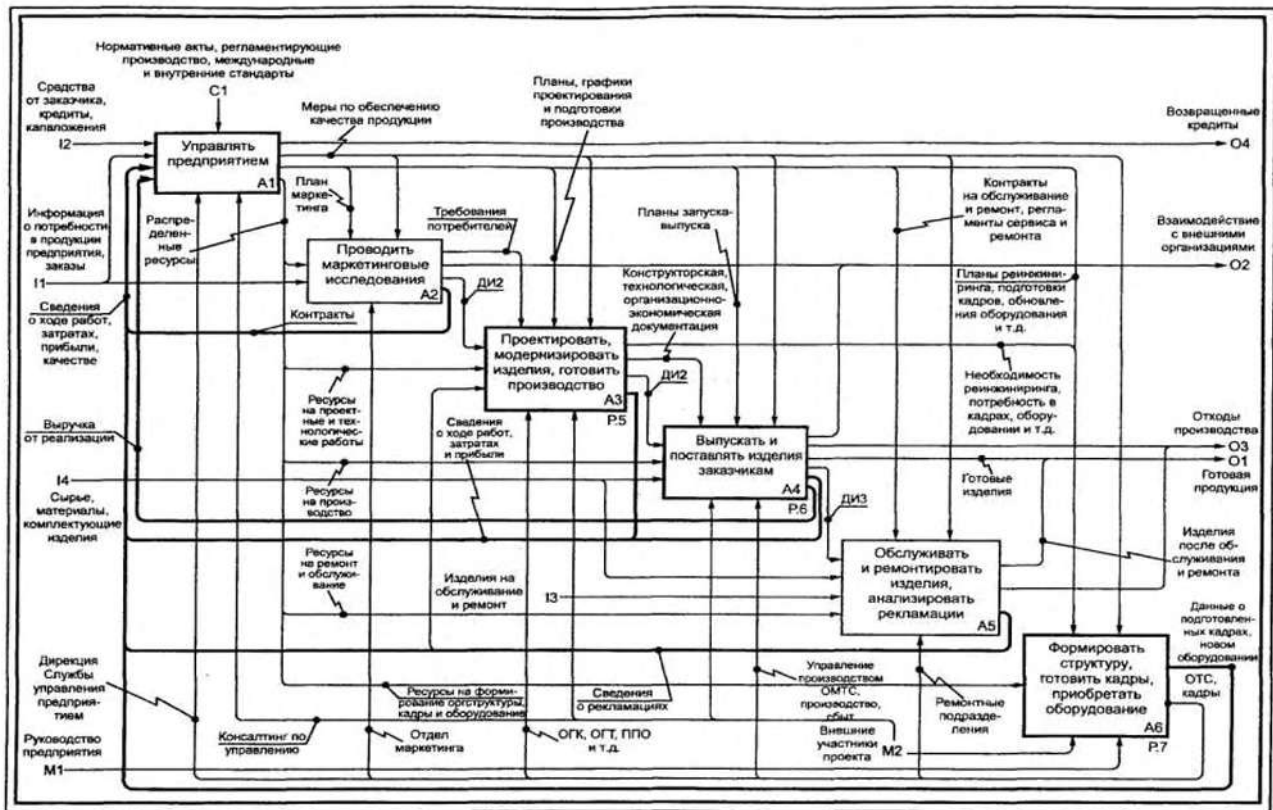 Нормативные акты, регламентирующие
производство, международные
и внутренние стандарты
C1
Средства
от заказчика,
кредиты,
капаложения
I2
Меры по обеспечению
качества продукции
Планы, графики
проектирования
и подготовки
производства
Возвращенные
кредиты
O4
Управлять
предприятием
A1
План
марке-
тинга
Информация
о потребности
в продукции
предприятия,
заказы
I1
Распре-
деленные
ресурсы
Требования
потребителей
Планы запуска-
выпуска
Контракты
на обслуживание
и ремонт, регла-
менты сервиса и
ремонта
Взаимодействие
с внешними
организациями
O2
Проводить
маркетинговые
исследования
A2
ДИ2
Конструкторская,
технологическая,
организационно-
экономическая
документация
Планы реинжини-
ринга, подготовки
кадров, обновле-
ния оборудования
и т.д.
Сведения
о ходе работ,
затратах,
прибыли,
качестве
Контракты
Проектировать,
модернизировать
изделия, готовить
производство
A3
P.5
ДИ2
Необходимость
реинжиниринга,
потребность в
кадрах, обору-
довании и т.д.
Ресурсы
на проект-
ные и тех-
нологичес-
кие работы
Сведения
о ходе работ,
затратах
и прибыли
Выручка
от реализации
Выпускать и
поставлять изделия
заказчикам
A4
P.6
Отходы
производства
O3
O1
Готовая
продукция
Готовые
изделия
I4
Сырье,
материалы,
комплектующие
изделия
Ресурсы
на произ-
водство
ДИ3
Ресурсы
на ремонт
и обслужи-
вание
Изделия на
обслуживание
и ремонт
I3
Обслуживать
и ремонтировать
изделия,
анализировать
рекламации
A5
Изделия
после об-
служивания
и ремонта
Данные о
подготовлен-
ных кадрах,
новом
оборудовании
Формировать
структуру,
готовить кадры,
приобретать
оборудование
A6
P.7
ОТС,
кадры
Дирекция
Службы
управления
предприя-
тием
Ресурсы на форми-
рование оргструктуры,
кадры и оборудование
Сведения
о рекламациях
Управление
производством
ОМТС,
производство,
сбыт
Ремонтные
подразде-
ления
Руководство
предприятия
M1
Консалтинг по
управлению
Отдел
маркетинга
ОГК, ОГТ, ППО
и т.д.
Внешние
участники
проекта
M2